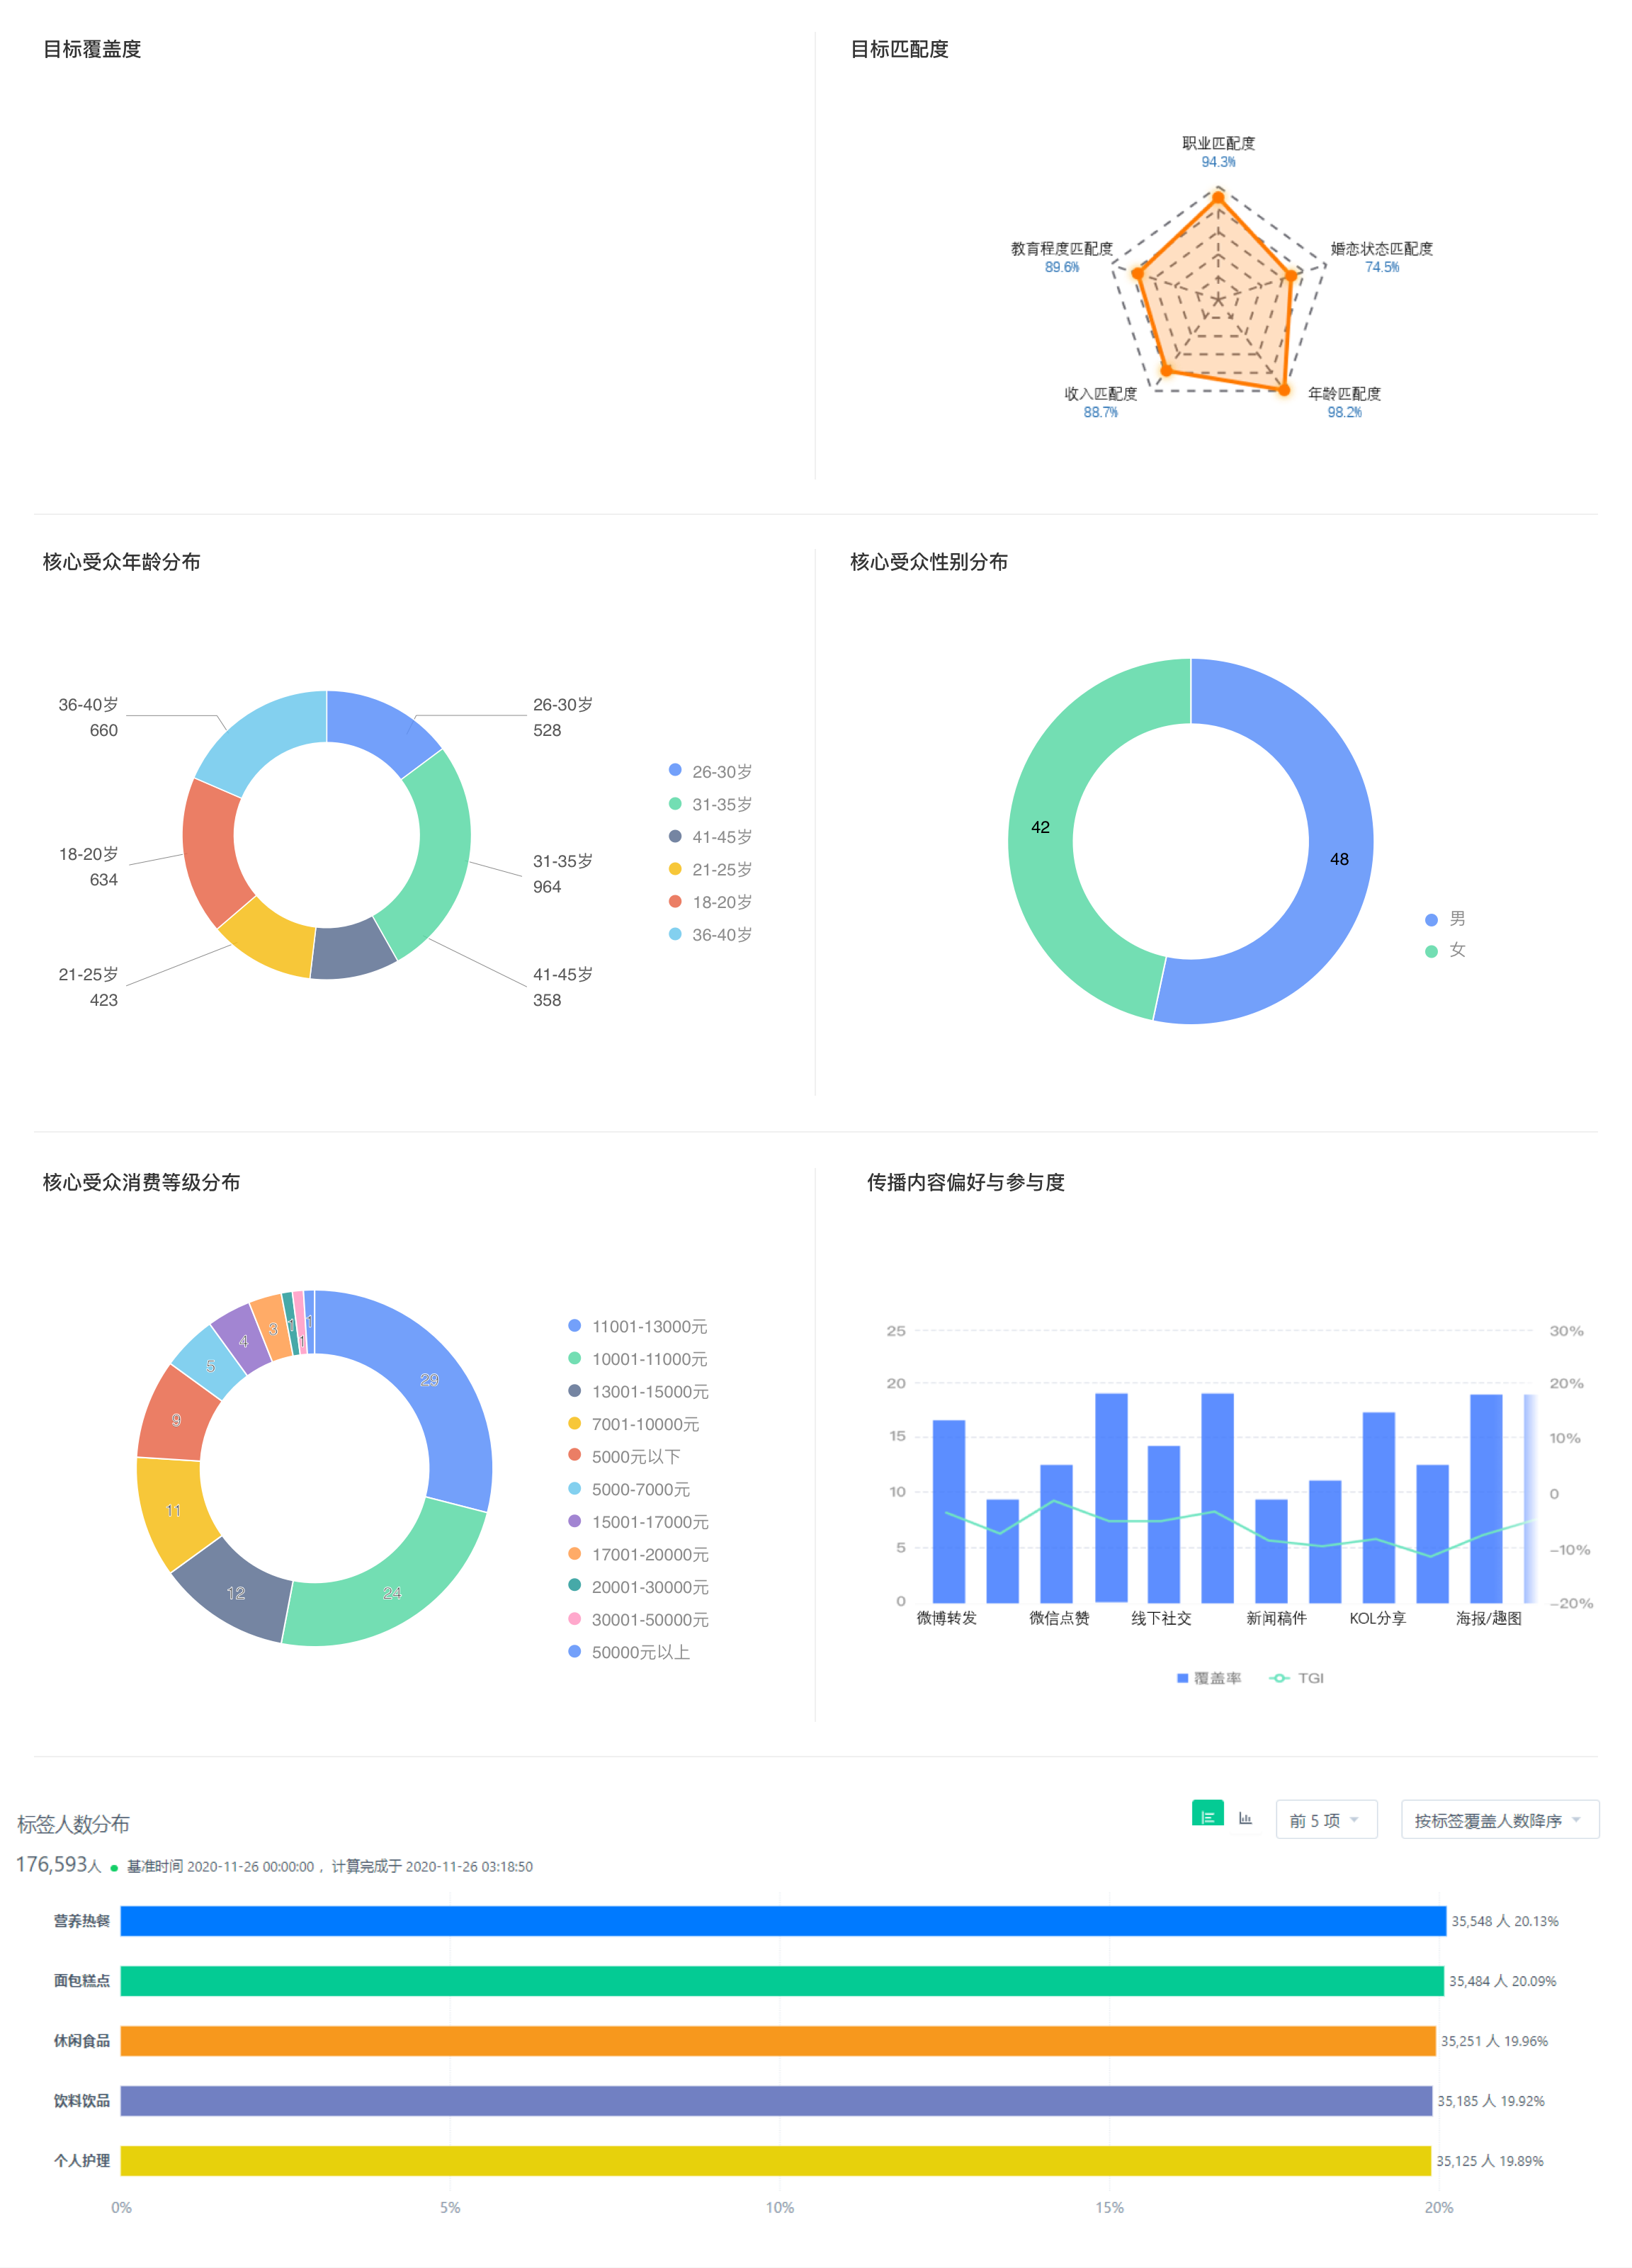 目标覆盖度
目标匹配度
职业匹配度
94.3%
教育程度匹配度
89.6%
婚恋状态匹配度
74.5%
收入匹配度
88.7%
年龄匹配度
98.2%
核心受众年龄分布
36-40岁
660
26-30岁
528
18-20岁
634
31-35岁
964
21-25岁
423
41-45岁
358
26-30岁
31-35岁
41-45岁
21-25岁
18-20岁
36-40岁
核心受众性别分布
42
48
男
女
核心受众消费等级分布
29
24
12
11
9
5
4
3
1
1
1
11001-13000元
10001-11000元
13001-15000元
7001-10000元
5000元以下
5000-7000元
15001-17000元
17001-20000元
20001-30000元
30001-50000元
50000元以上
传播内容偏好与参与度
25
20
15
10
5
0
30%
20%
10%
0
-10%
-20%
微博转发
微信点赞
线下社交
新闻稿件
KOL分享
海报/趣图
覆盖率
TGI
标签人数分布
前 5 项
按标签覆盖人数降序
176,593人 基准时间 2020-11-26 00:00:00 ，计算完成于 2020-11-26 03:18:50
营养热餐
35,548 人 20.13%
面包糕点
35,484 人 20.09%
休闲食品
35,251 人 19.96%
饮料饮品
35,185 人 19.92%
个人护理
35,125 人 19.89%
0%
5%
10%
15%
20%